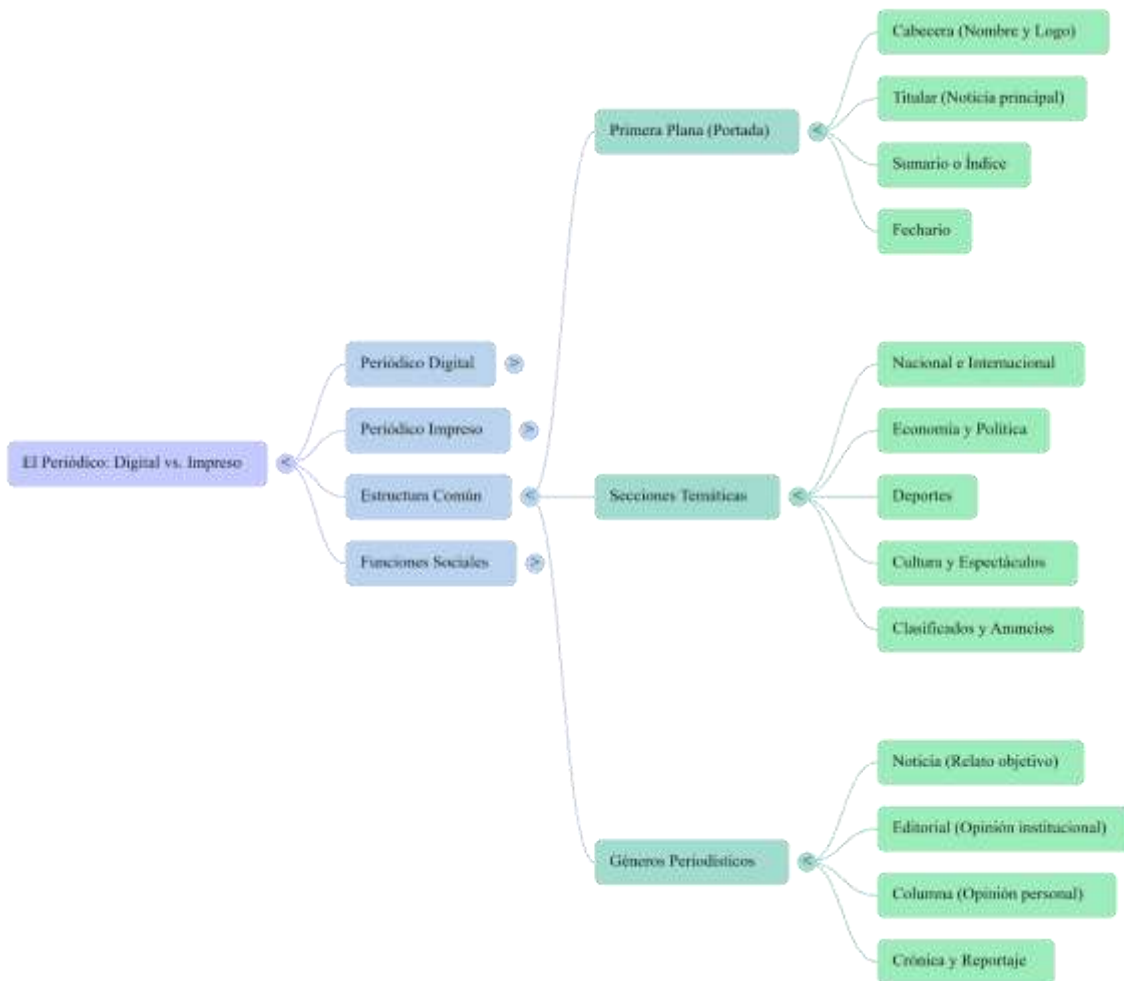 El Periódico: Digital vs. Impreso
Periódico Digital
Periódico Impreso
Estructura Común
Funciones Sociales
Primera Plana (Portada)
Cabecera (Nombre y Logo)
Titular (Noticia principal)
Sumario o Índice
Fechario
Secciones Temáticas
Nacional e Internacional
Economía y Política
Deportes
Cultura y Espectáculos
Clasificados y Anuncios
Géneros Periodísticos
Noticia (Relato objetivo)
Editorial (Opinión institucional)
Columna (Opinión personal)
Crónica y Reportaje